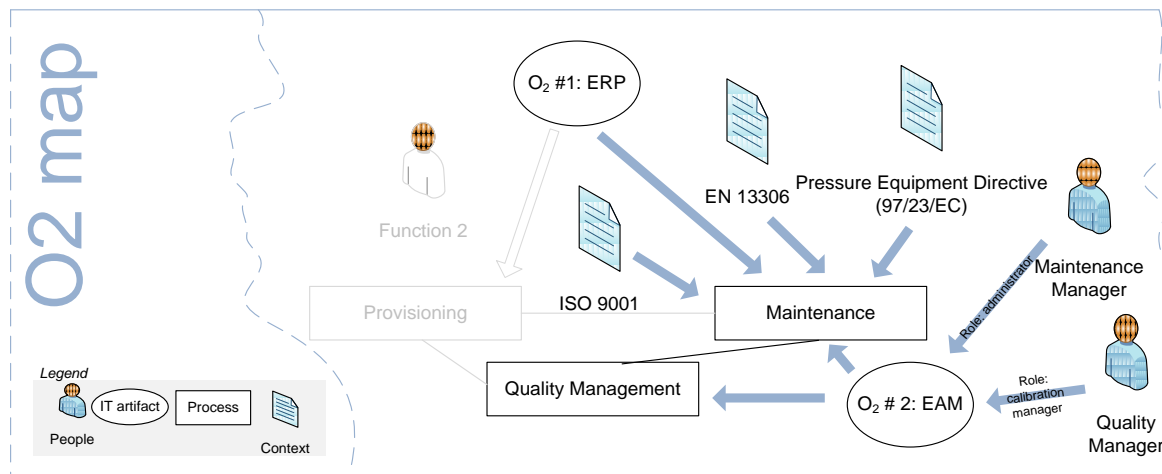 O2 map
O₂ #1: ERP
Function 2
EN 13306
Pressure Equipment Directive
(97/23/EC)
Maintenance
Manager
Role: administrator
ISO 9001
Provisioning
Maintenance
Quality Management
O₂ # 2: EAM
Role:
calibration
manager
Quality
Manager
Legend
IT artifact
Process
People
Context